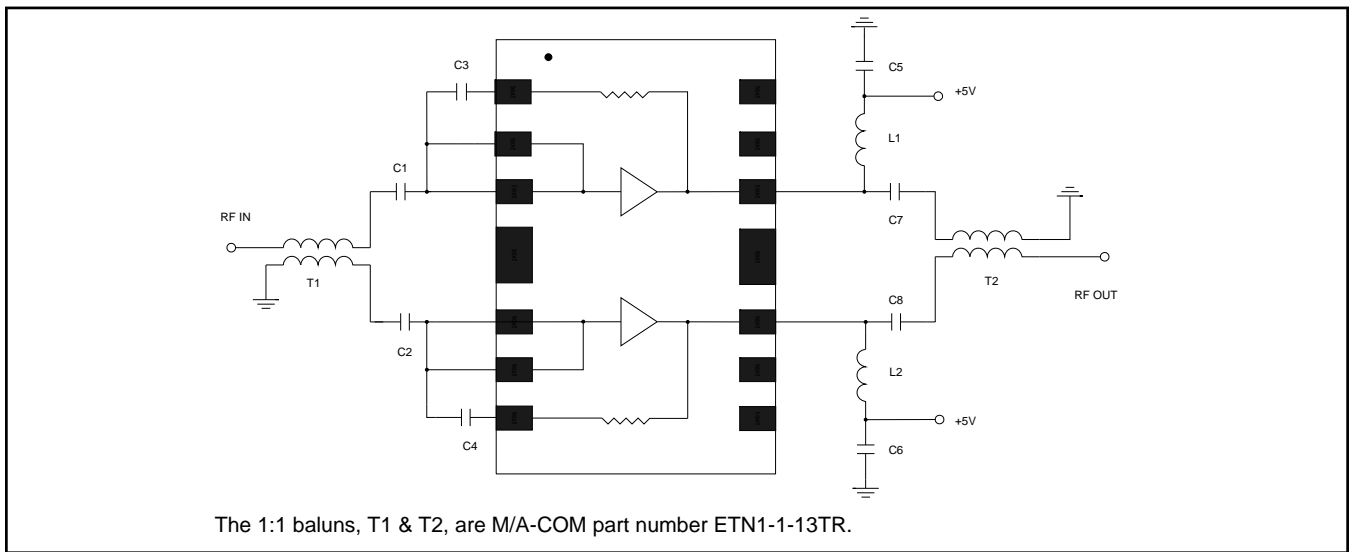 C3
C5
+5V
L1
C1
C7
RF IN
T1
T2
RF OUT
C8
C2
L2
C4
+5V
C6
The 1:1 baluns, T1 & T2, are M/A-COM part number ETN1-1-13TR.